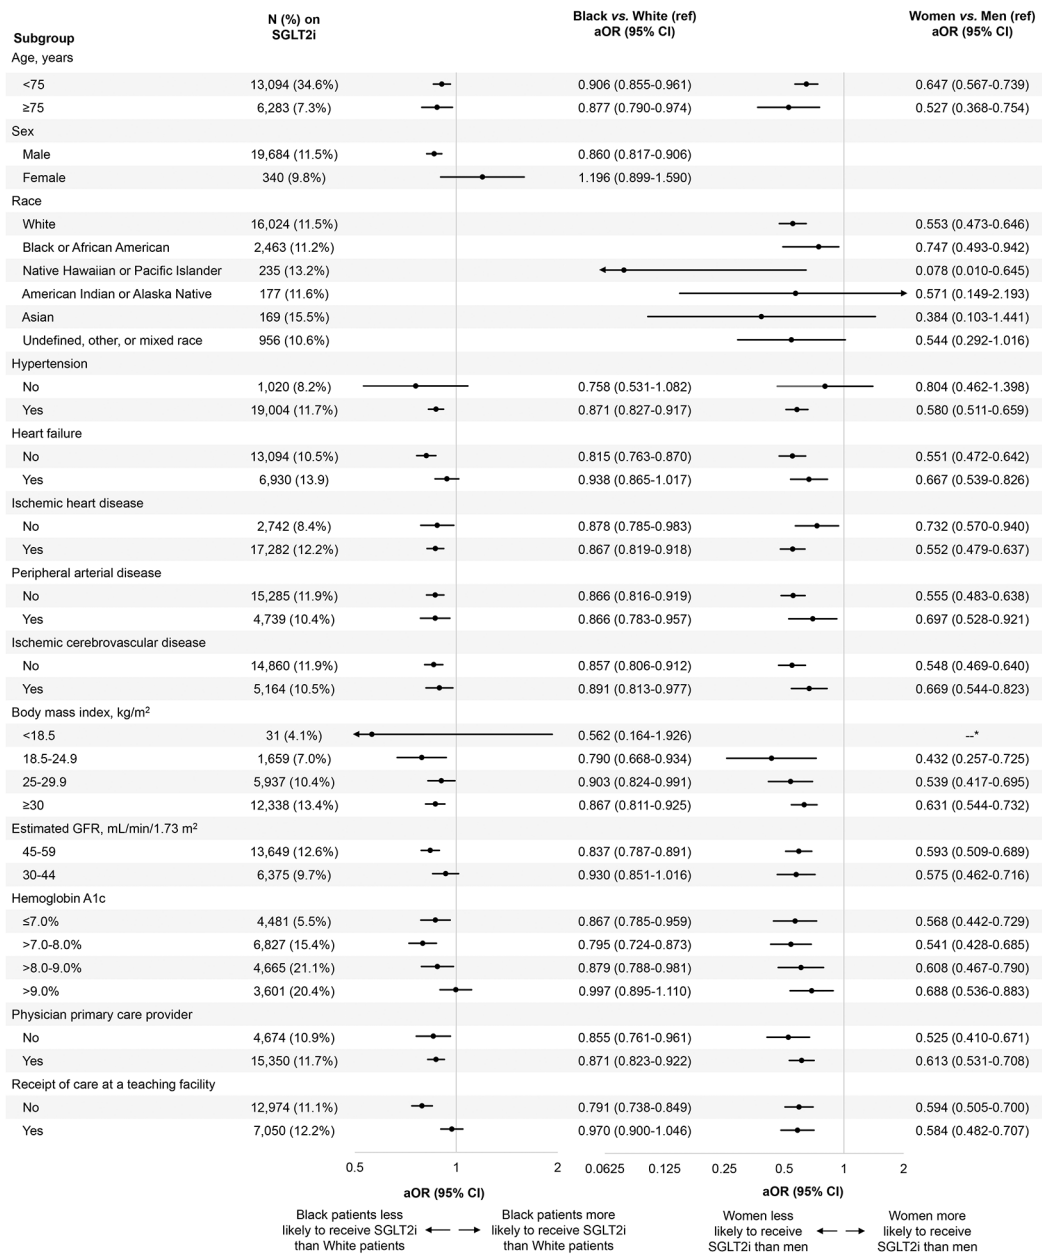 N (%) on SGLT2i Black vs. White (ref) aOR (95% CI) Women vs. Men (ref) aOR (95% CI)
Subgroup
Age, years
<75 13,094 (34.6%) 0.906 (0.855-0.961) 0.647 (0.567-0.739)
≥75 6,283 (7.3%) 0.877 (0.790-0.974) 0.527 (0.368-0.754)
Sex
Male 19,684 (11.5%) 0.860 (0.817-0.906)
Female 340 (9.8%) 1.196 (0.899-1.590)
Race
White 16,024 (11.5%) 0.553 (0.473-0.646)
Black or African American 2,463 (11.2%) 0.747 (0.493-0.942)
Native Hawaiian or Pacific Islander 235 (13.2%) 0.078 (0.010-0.645)
American Indian or Alaska Native 177 (11.6%) 0.571 (0.149-2.193)
Asian 169 (15.5%) 0.384 (0.103-1.441)
Undefined, other, or mixed race 956 (10.6%) 0.544 (0.292-1.016)
Hypertension
No 1,020 (8.2%) 0.758 (0.531-1.082) 0.804 (0.462-1.398)
Yes 19,004 (11.7%) 0.871 (0.827-0.917) 0.580 (0.511-0.659)
Heart failure
No 13,094 (10.5%) 0.815 (0.763-0.870) 0.551 (0.472-0.642)
Yes 6,930 (13.9) 0.938 (0.865-1.017) 0.667 (0.539-0.826)
Ischemic heart disease
No 2,742 (8.4%) 0.878 (0.785-0.983) 0.732 (0.570-0.940)
Yes 17,282 (12.2%) 0.867 (0.819-0.918) 0.552 (0.479-0.637)
Peripheral arterial disease
No 15,285 (11.9%) 0.866 (0.816-0.919) 0.555 (0.483-0.638)
Yes 4,739 (10.4%) 0.866 (0.783-0.957) 0.697 (0.528-0.921)
Ischemic cerebrovascular disease
No 14,860 (11.9%) 0.857 (0.806-0.912) 0.548 (0.469-0.640)
Yes 5,164 (10.5%) 0.891 (0.813-0.977) 0.669 (0.544-0.823)
Body mass index, kg/m²
<18.5 31 (4.1%) 0.562 (0.164-1.926) --*
18.5-24.9 1,659 (7.0%) 0.790 (0.668-0.934) 0.432 (0.257-0.725)
25-29.9 5,937 (10.4%) 0.903 (0.824-0.991) 0.539 (0.417-0.695)
≥30 12,338 (13.4%) 0.867 (0.811-0.925) 0.631 (0.544-0.732)
Estimated GFR, mL/min/1.73 m²
45-59 13,649 (12.6%) 0.837 (0.787-0.891) 0.593 (0.509-0.689)
30-44 6,375 (9.7%) 0.930 (0.851-1.016) 0.575 (0.462-0.716)
Hemoglobin A1c
≤7.0% 4,481 (5.5%) 0.867 (0.785-0.959) 0.568 (0.442-0.729)
>7.0-8.0% 6,827 (15.4%) 0.795 (0.724-0.873) 0.541 (0.428-0.685)
>8.0-9.0% 4,665 (21.1%) 0.879 (0.788-0.981) 0.608 (0.467-0.790)
>9.0% 3,601 (20.4%) 0.997 (0.895-1.110) 0.688 (0.536-0.883)
Physician primary care provider
No 4,674 (10.9%) 0.855 (0.761-0.961) 0.525 (0.410-0.671)
Yes 15,350 (11.7%) 0.871 (0.823-0.922) 0.613 (0.531-0.708)
Receipt of care at a teaching facility
No 12,974 (11.1%) 0.791 (0.738-0.849) 0.594 (0.505-0.700)
Yes 7,050 (12.2%) 0.970 (0.900-1.046) 0.584 (0.482-0.707)
0.5 1 2 0.0625 0.125 0.25 0.5 1 2
aOR (95% CI) aOR (95% CI)
Black patients less
likely to receive SGLT2i
than White patients
Black patients more
likely to receive SGLT2i
than White patients
Women less
likely to receive
SGLT2i than men
Women more
likely to receive
SGLT2i than men